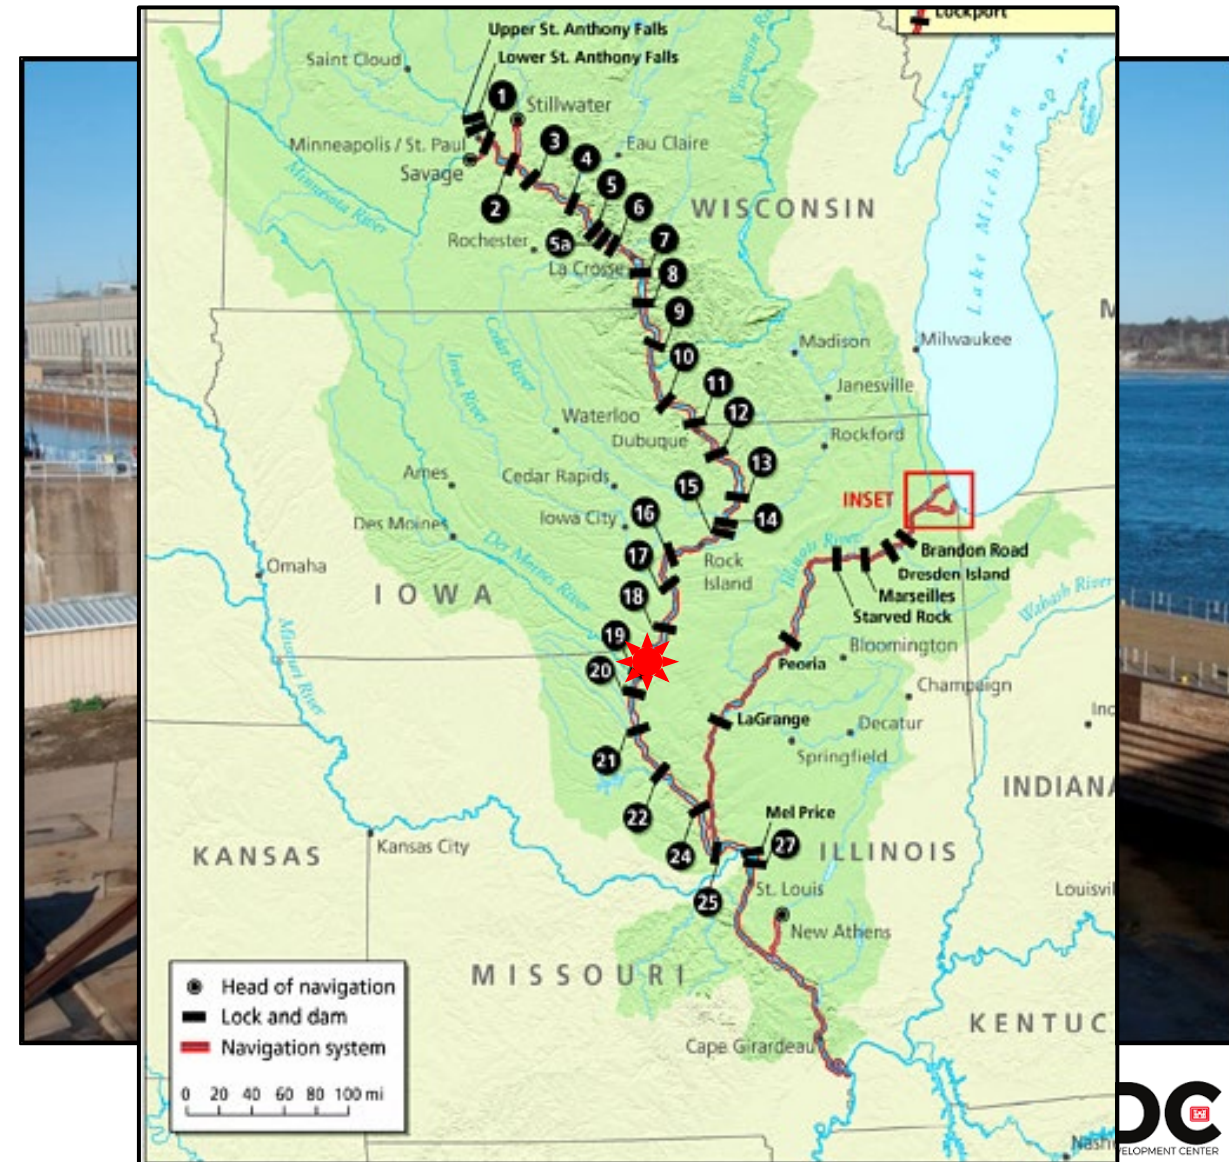 Lockport
Upper St. Anthony Falls
Lower St. Anthony Falls
Saint Cloud
Wisconsin
1
Stillwater
Minneapolis / St. Paul
3
Eau Claire
4
Savage
5
Minnesota River
2
6
WISCONSIN
Rochester
5a
7
La Crosse
8
Lake Michigan
9
M
Madison
Milwaukee
Cedar River
10
Iowa River
11
Janesville
12
Waterloo
Dubuque
Rockford
13
Ames
Cedar Rapids
15
INSET
16
Iowa City
14
Des Moines
17
Rock
Island
Illinois River
Brandon Road
Omaha
Des Moines River
Dresden Island
IOWA
18
Marseilles
Wabash River
Starved Rock
19
Bloomington
20
Peoria
Missouri River
Champaign
LaGrange
Decatur
21
Springfield
INDIANA
22
Mel Price
KANSAS
Kansas City
24
27
ILLINOIS
25
St. Louis
New Athens
MISSOURI
Head of navigation
Lock and dam
Navigation system
KENTUC
Cape Girardeau
0 20 40 60 80 100 mi
DC
VELOPMENT CENTER